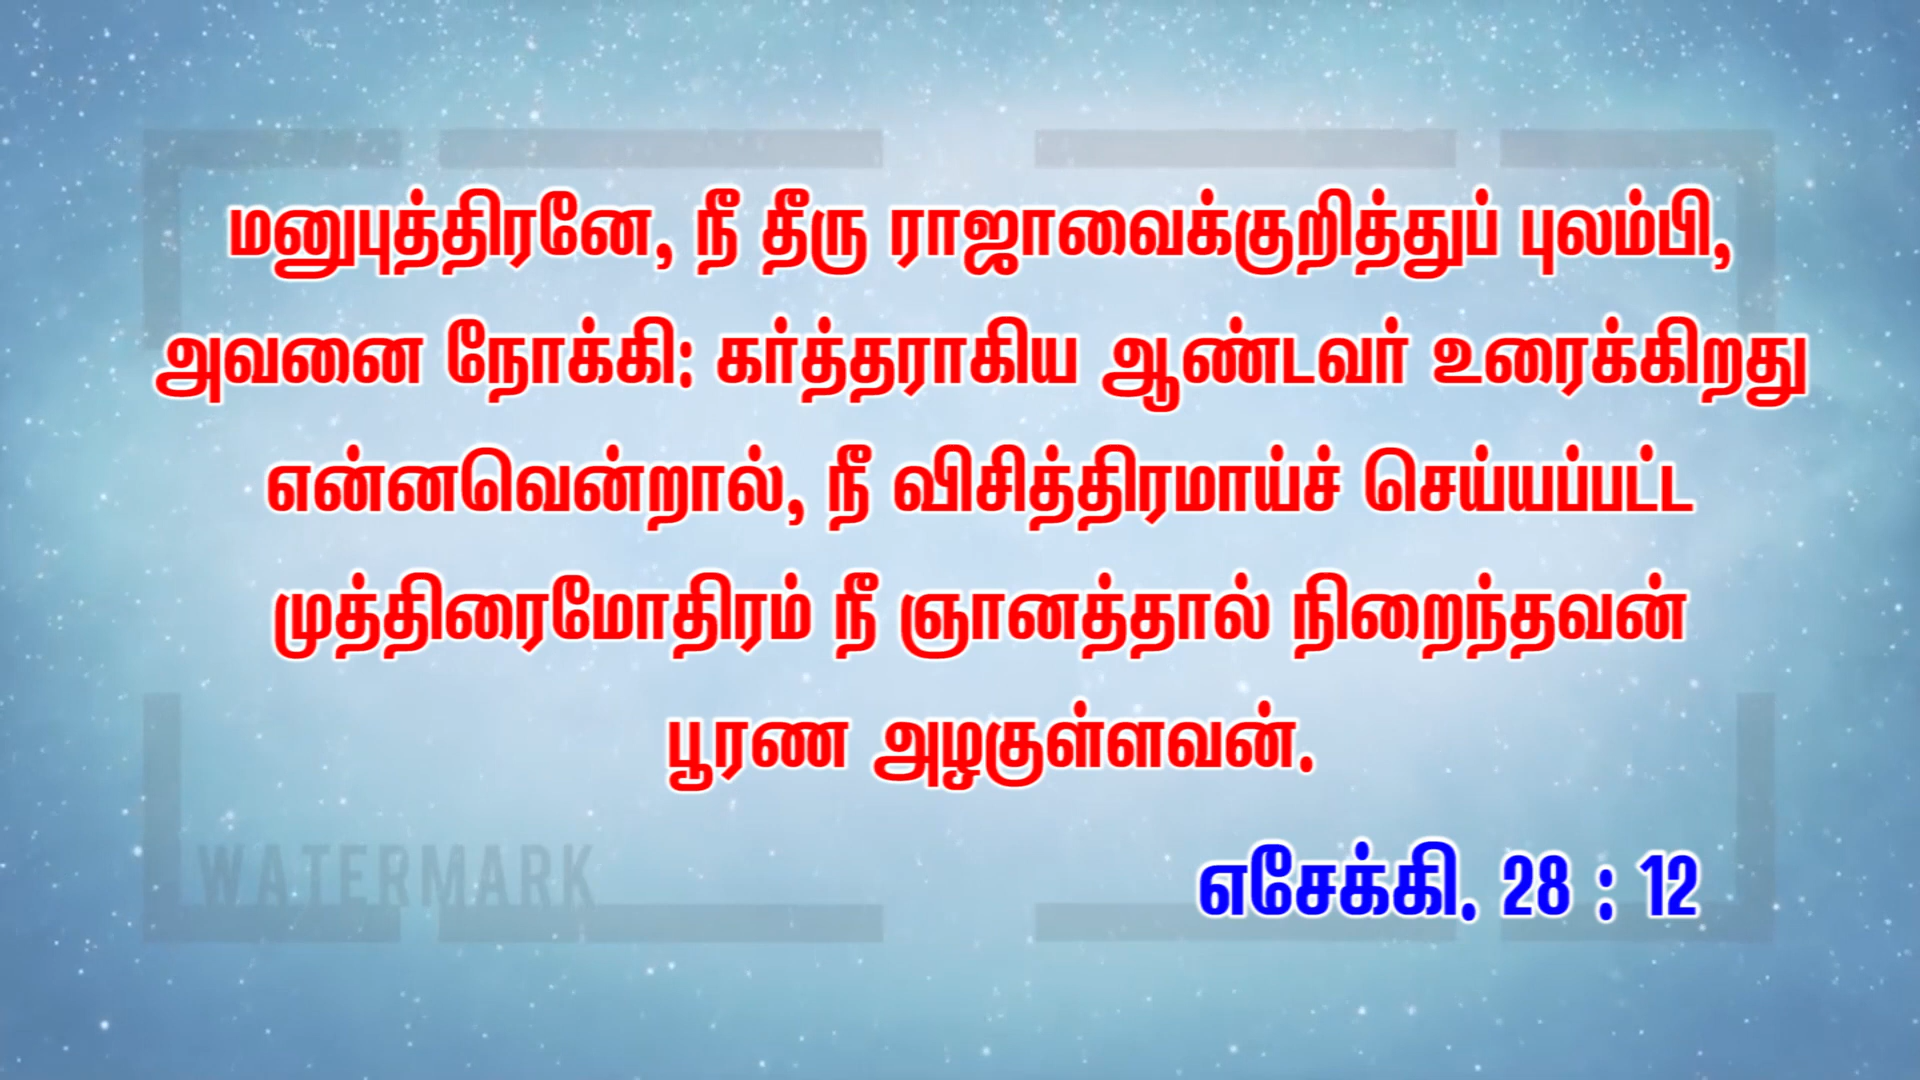 மனுபுத்திரனே, நீ தீரு ராஜாவைக்குறித்துப் புலம்பி,
அவனை நோக்கி: கர்த்தராகிய ஆண்டவர் உரைக்கிறது
என்னவென்றால், நீ விசித்திரமாய்ச் செய்யப்பட்ட
முத்திரைமோதிரம் நீ ஞானத்தால் நிறைந்தவன்
பூரண அழகுள்ளவன்.
எசேக்கி. 28 : 12
WATERMARK